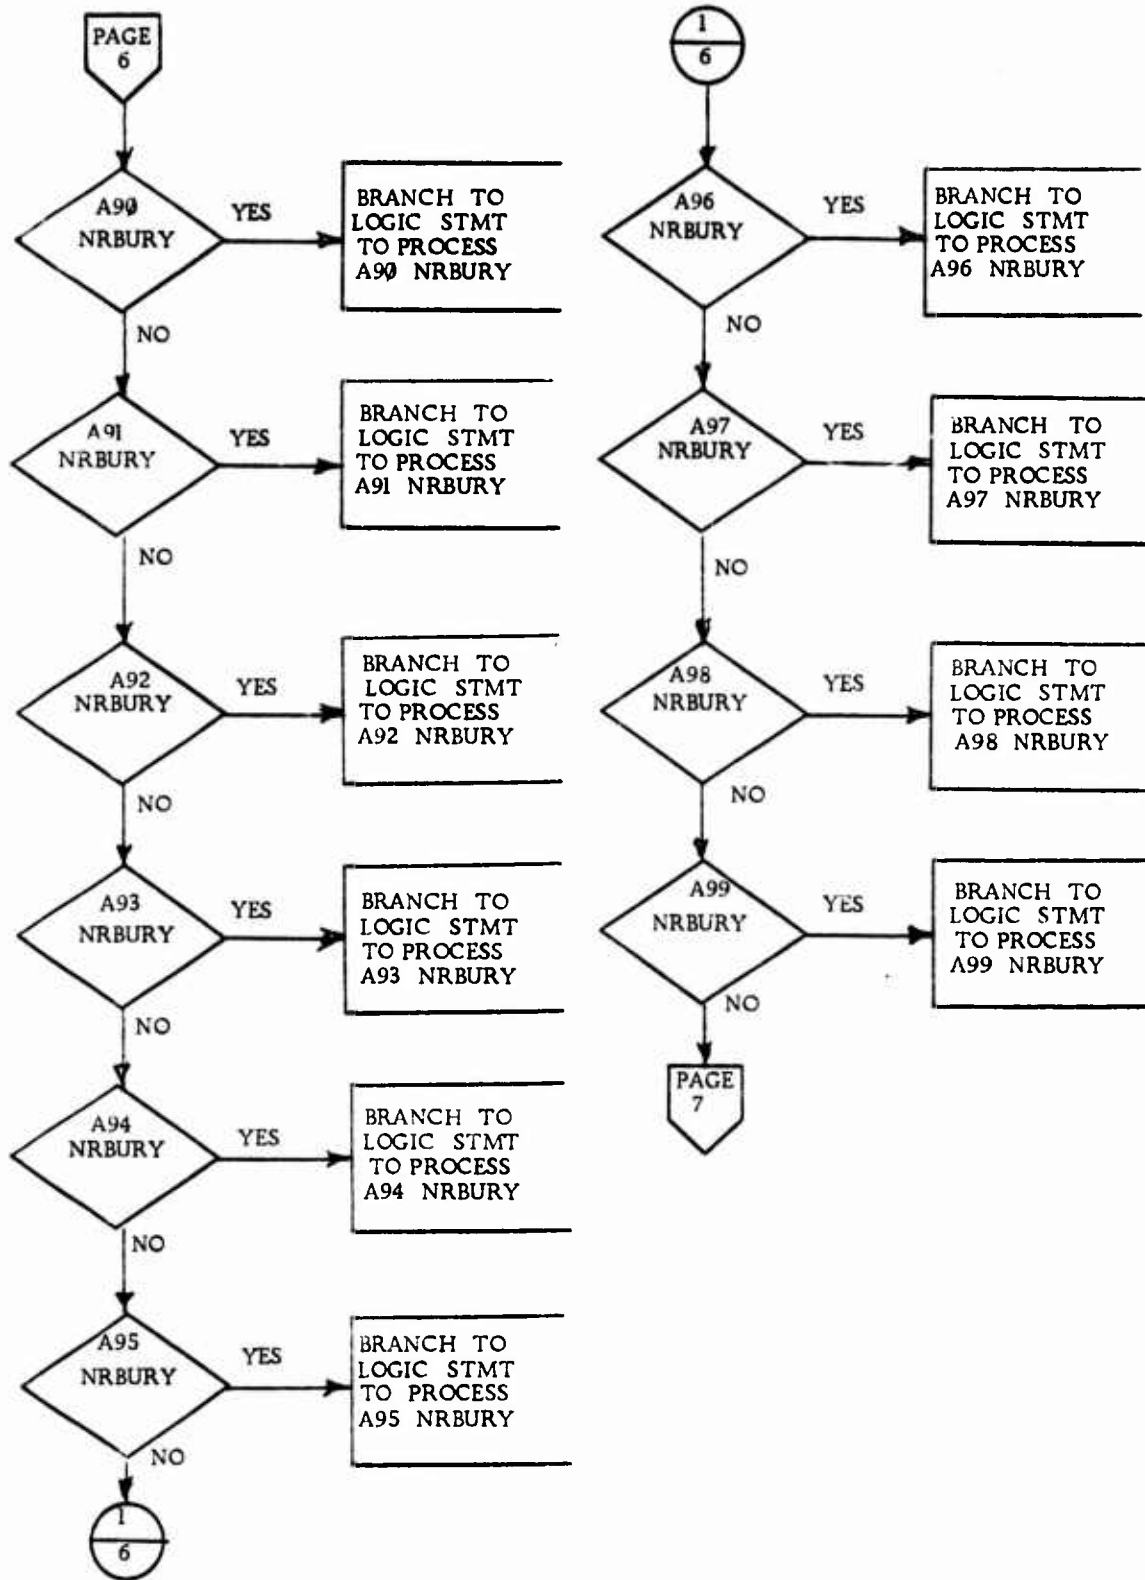 PAGE
6
A90
NRBURY
YES
BRANCH TO
LOGIC STMT
TO PROCESS
A90 NRBURY
NO
A91
NRBURY
YES
BRANCH TO
LOGIC STMT
TO PROCESS
A91 NRBURY
NO
A92
NRBURY
YES
BRANCH TO
LOGIC STMT
TO PROCESS
A92 NRBURY
NO
A93
NRBURY
YES
BRANCH TO
LOGIC STMT
TO PROCESS
A93 NRBURY
NO
A94
NRBURY
YES
BRANCH TO
LOGIC STMT
TO PROCESS
A94 NRBURY
NO
A95
NRBURY
YES
BRANCH TO
LOGIC STMT
TO PROCESS
A95 NRBURY
NO
1
6
1
6
A96
NRBURY
YES
BRANCH TO
LOGIC STMT
TO PROCESS
A96 NRBURY
NO
A97
NRBURY
YES
BRANCH TO
LOGIC STMT
TO PROCESS
A97 NRBURY
NO
A98
NRBURY
YES
BRANCH TO
LOGIC STMT
TO PROCESS
A98 NRBURY
NO
A99
NRBURY
YES
BRANCH TO
LOGIC STMT
TO PROCESS
A99 NRBURY
NO
PAGE
7